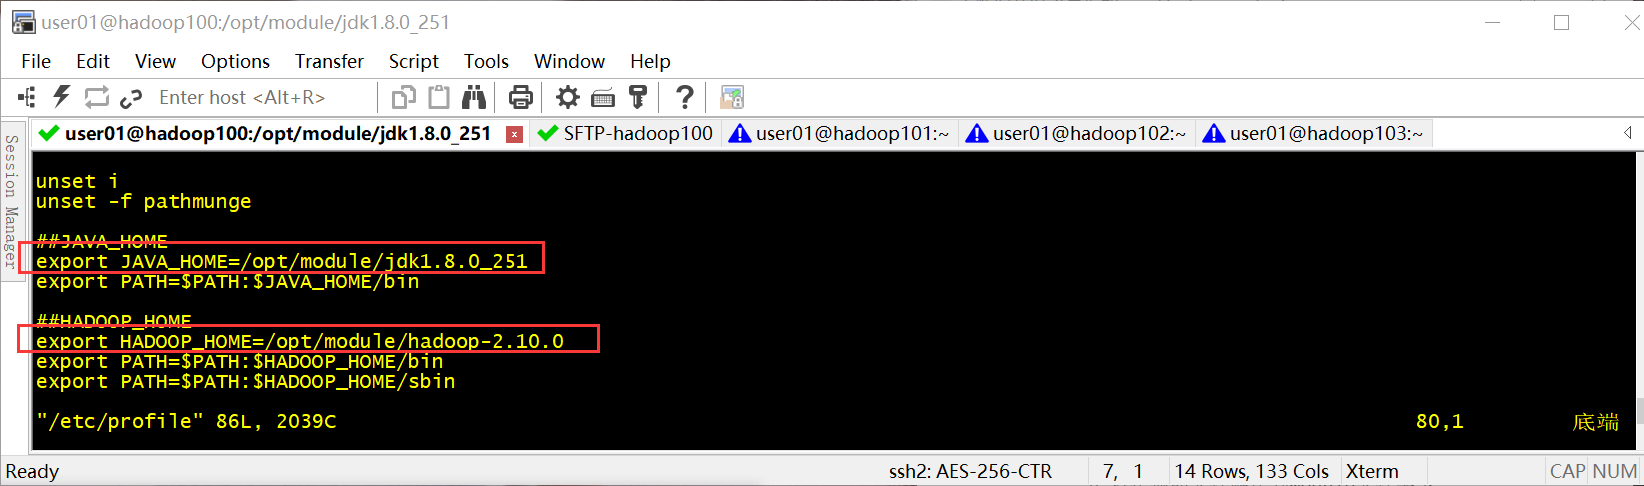 user01@hadoop100:/opt/module/jdk1.8.0_251
File Edit View Options Transfer Script Tools Window Help
Enter host <Alt+R>
user01@hadoop100:/opt/module/jdk1.8.0_251 SFTP-hadoop100 user01@hadoop101:~ user01@hadoop102:~ user01@hadoop103:~
Session Manager
unset i
unset -f pathmunge
##JAVA_HOME
export JAVA_HOME=/opt/module/jdk1.8.0_251
export PATH=$PATH:$JAVA_HOME/bin
##HADOOP_HOME
export HADOOP_HOME=/opt/module/hadoop-2.10.0
export PATH=$PATH:$HADOOP_HOME/bin
export PATH=$PATH:$HADOOP_HOME/sbin
"/etc/profile" 86L, 2039C 80,1 底端
Ready ssh2: AES-256-CTR 7, 1 14 Rows, 133 Cols Xterm CAP NUM